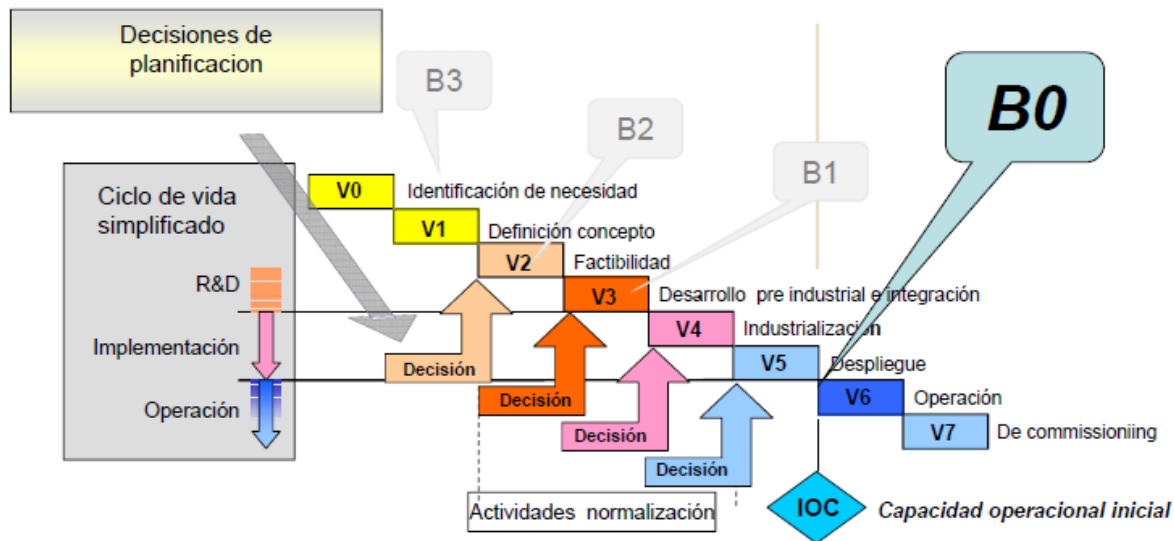 Decisiones de
planificacion
B3
B2
B0
B1
Ciclo de vida
simplificado
V0 Identificación de necesidad
V1 Definición concepto
V2 Factibilidad
R&D
V3 Desarrollo pre industrial e integración
Implementación
V4 Industrialización
V5 Despliegue
Decisión
Operación
Decisión
V6 Operación
Decisión
V7 De commissioniing
Decisión
Actividades normalización
IOC Capacidad operacional inicial